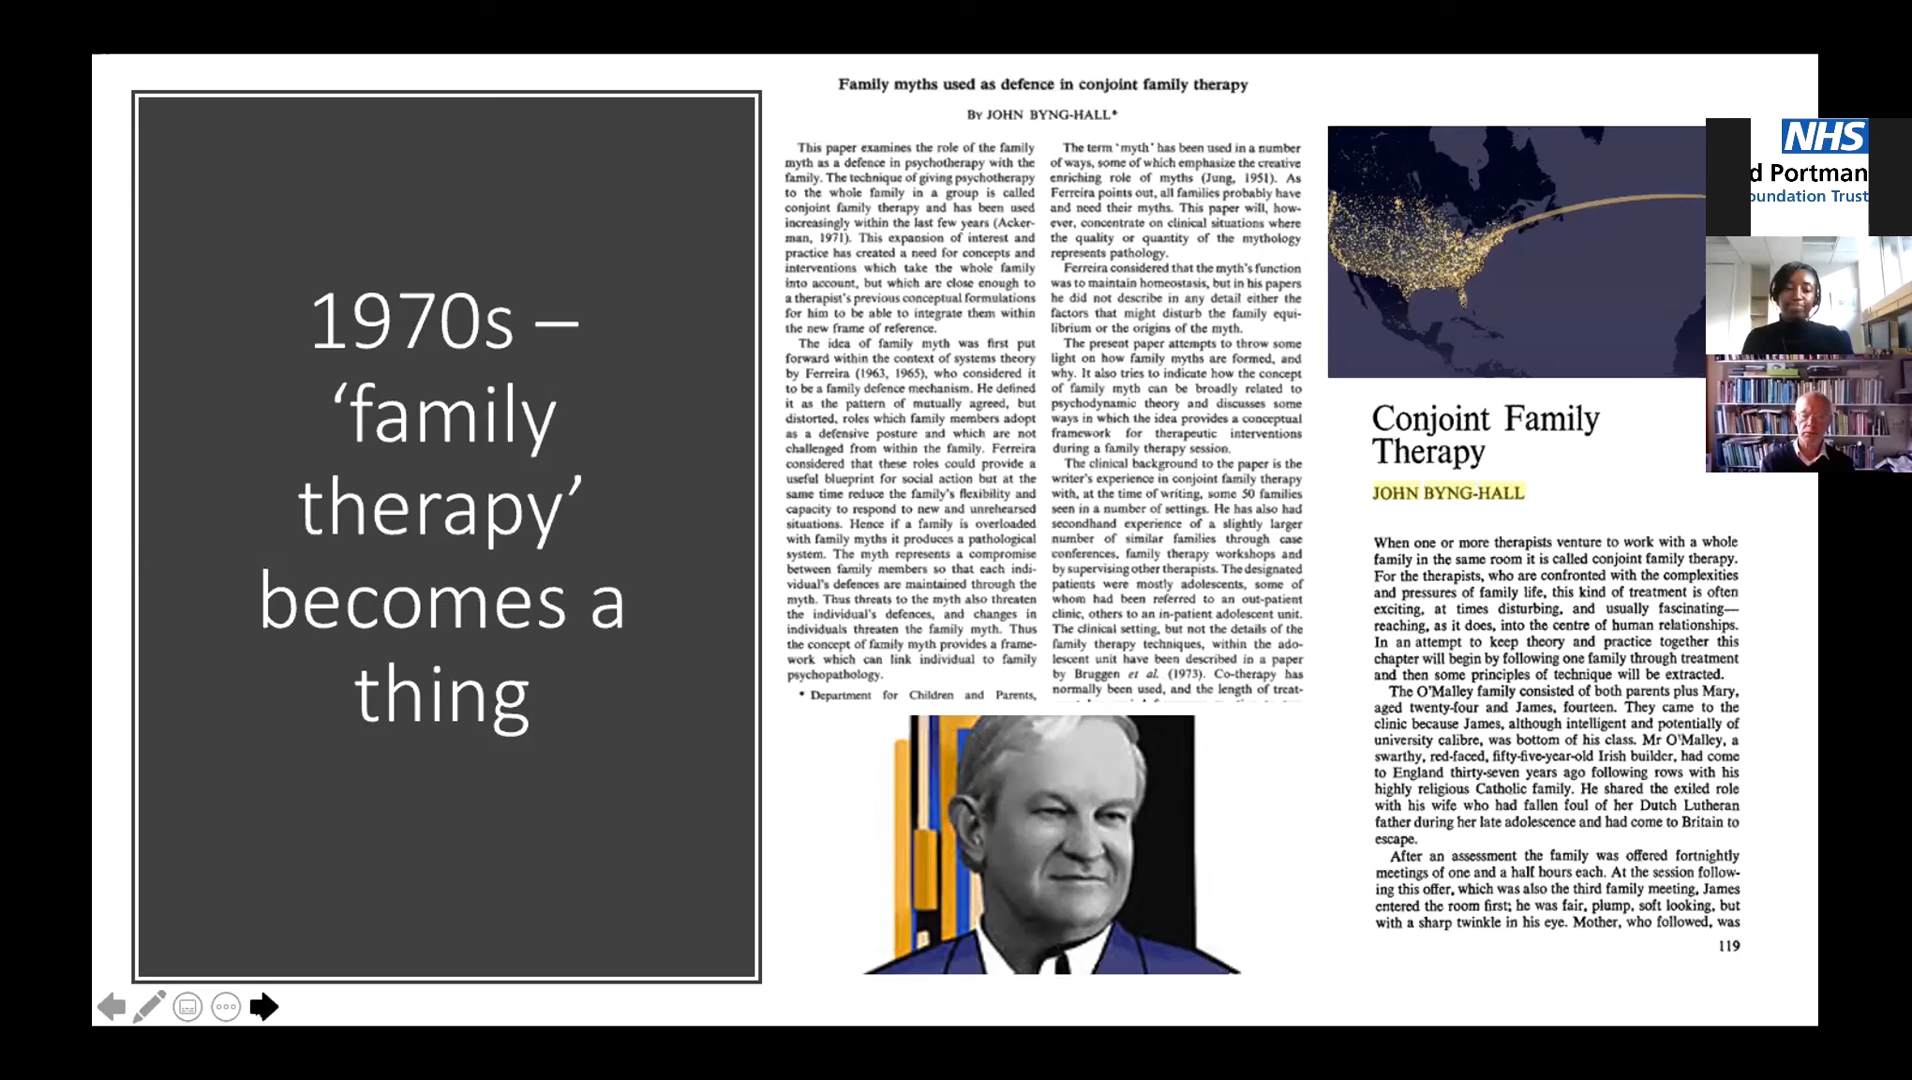 1970s –
‘family
therapy’
becomes a
thing
Family myths used as defence in conjoint family therapy
By JOHN BYNG-HALL*
This paper examines the role of the family
myth as a defence in psychotherapy with the
family. The technique of giving psychotherapy
to the whole family in a group is called
conjoint family therapy and has been used
increasingly within the last few years (Acker-
man, 1971). This expansion of interest and
practice has created a need for concepts and
interventions which take the whole family
into account, but which are close enough to
a therapist's previous conceptual formulations
for him to be able to integrate them within
the new frame of reference.
The idea of family myth was first put
forward within the context of systems theory
by Ferreira (1963, 1965), who considered it
to be a family defence mechanism. He defined
it as the pattern of mutually agreed, but
distorted, roles which family members adopt
as a defensive posture and which are not
challenged from within the family. Ferreira
considered that these roles could provide a
useful blueprint for social action but at the
same time reduce the family's flexibility and
capacity to respond to new and unrehearsed
situations. Hence if a family is overloaded
with family myths it produces a pathological
system. The myth represents a compromise
between family members so that each indi-
vidual's defences are maintained through the
myth. Thus threats to the myth also threaten
the individual's defences, and changes in
individuals threaten the family myth. Thus
the concept of family myth provides a frame-
work which can link individual to family
psychopathology.
* Department for Children and Parents,
The term 'myth' has been used in a number
of ways, some of which emphasize the creative
enriching role of myths (Jung, 1951). As
Ferreira points out, all families probably have
and need their myths. This paper will, how-
ever, concentrate on clinical situations where
the quality or quantity of the mythology
represents pathology.
Ferreira considered that the myth's function
was to maintain homeostasis, but in his papers
he did not describe in any detail either the
factors that might disturb the family equi-
librium or the origins of the myth.
The present paper attempts to throw some
light on how family myths are formed, and
why. It also tries to indicate how the concept
of family myth can be broadly related to
psychodynamic theory and discusses some
ways in which the idea provides a conceptual
framework for therapeutic interventions
during a family therapy session.
The clinical background to the paper is the
writer's experience in conjoint family therapy
with, at the time of writing, some 50 families
seen in a number of settings. He has also had
secondhand experience of a slightly larger
number of similar families through case
conferences, family therapy workshops and
by supervising other therapists. The designated
patients were mostly adolescents, some of
whom had been referred to an out-patient
clinic, others to an in-patient adolescent unit.
The clinical setting, but not the details of the
family therapy techniques, within the ado-
lescent unit have been described in a paper
by Bruggen et al. (1973). Co-therapy has
normally been used, and the length of treat-
NHS
d Portman
oundation Trust
Conjoint Family
Therapy
JOHN BYNG-HALL
When one or more therapists venture to work with a whole
family in the same room it is called conjoint family therapy.
For the therapists, who are confronted with the complexities
and pressures of family life, this kind of treatment is often
exciting, at times disturbing, and usually fascinating—
reaching, as it does, into the centre of human relationships.
In an attempt to keep theory and practice together this
chapter will begin by following one family through treatment
and then some principles of technique will be extracted.
The O'Malley family consisted of both parents plus Mary,
aged twenty-four and James, fourteen. They came to the
clinic because James, although intelligent and potentially of
university calibre, was bottom of his class. Mr O'Malley, a
swarthy, red-faced, fifty-five-year-old Irish builder, had come
to England thirty-seven years ago following rows with his
highly religious Catholic family. He shared the exiled role
with his wife who had fallen foul of her Dutch Lutheran
father during her late adolescence and had come to Britain to
escape.
After an assessment the family was offered fortnightly
meetings of one and a half hours each. At the session follow-
ing this offer, which was also the third family meeting, James
entered the room first; he was fair, plump, soft looking, but
with a sharp twinkle in his eye. Mother, who followed, was
119